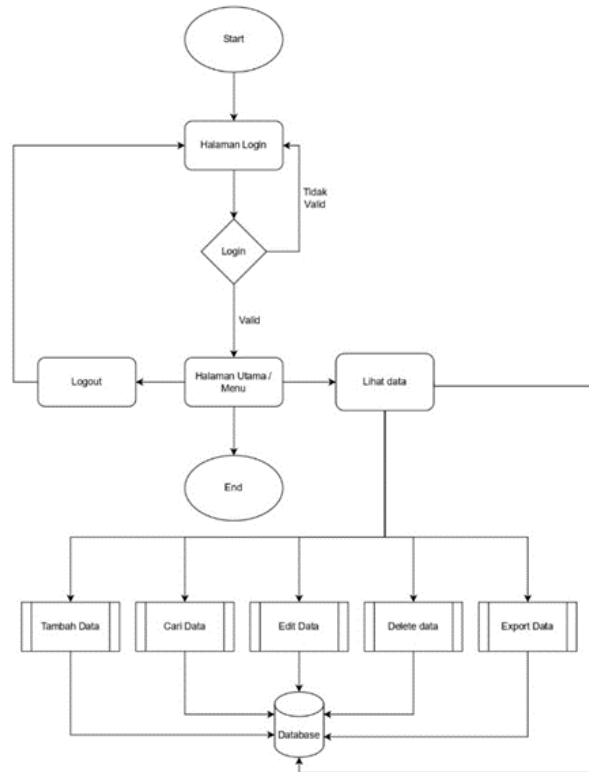 Start
Halaman Login
Tidak
Valid
Login
Valid
Logout
Halaman Utama /
Menu
Lihat data
End
Tambah Data
Cari Data
Edit Data
Delete data
Export Data
Database